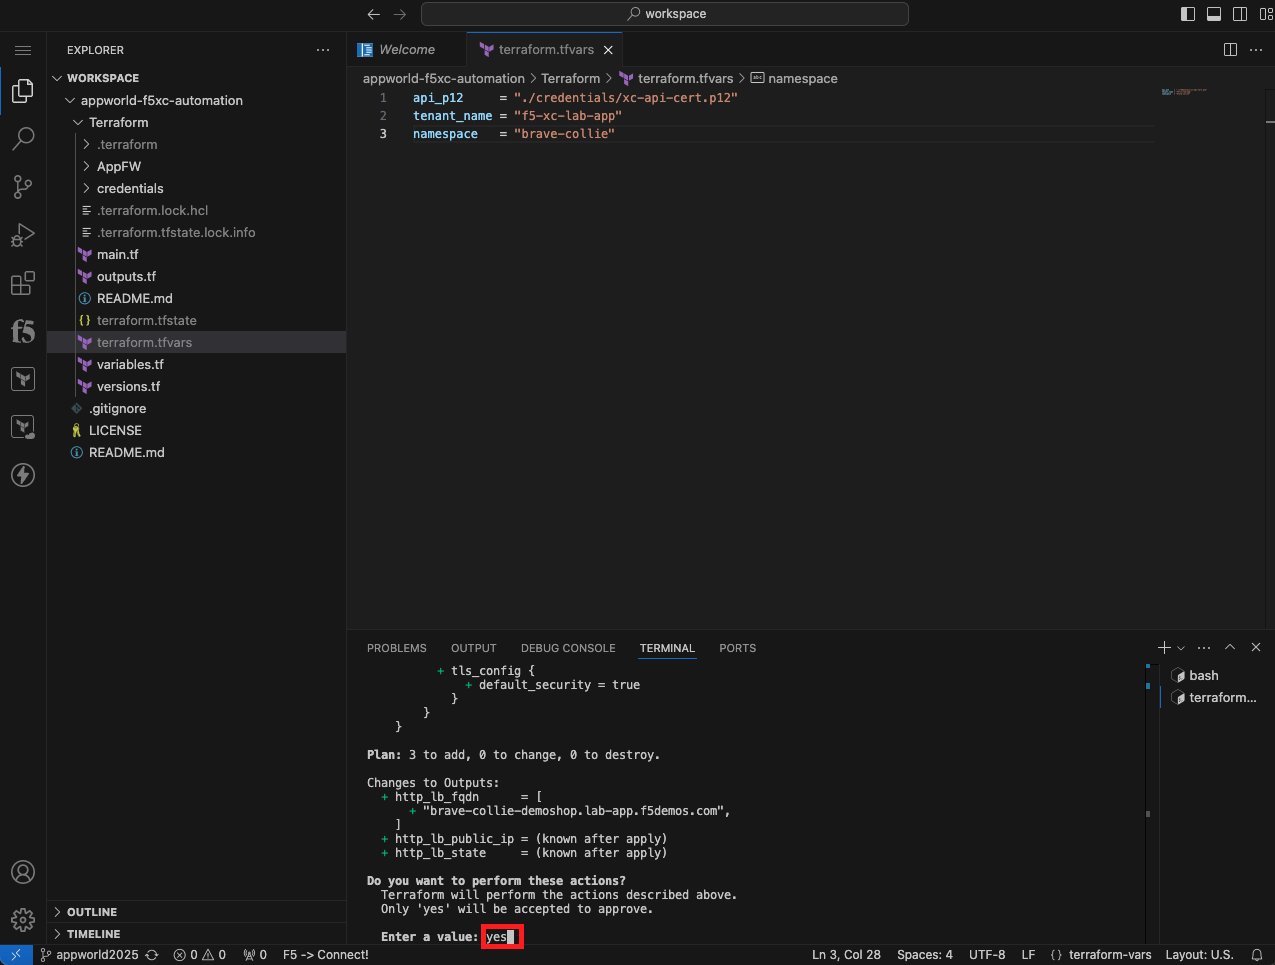 workspace
EXPLORER
WORKSPACE
appworld-f5xc-automation
Terraform
.terraform
AppFW
credentials
.terraform.lock.hcl
.terraform.tfstate.lock.info
main.tf
outputs.tf
README.md
terraform.tfstate
terraform.tfvars
variables.tf
versions.tf
.gitignore
LICENSE
README.md
OUTLINE
TIMELINE
Welcome
terraform.tfvars
appworld-f5xc-automation > Terraform > terraform.tfvars > namespace
1 api_p12 = "./credentials/xc-api-cert.p12"
2 tenant_name = "f5-xc-lab-app"
3 namespace = "brave-collie"
PROBLEMS OUTPUT DEBUG CONSOLE TERMINAL PORTS
+ tls_config {
+ default_security = true
}
}
}
Plan: 3 to add, 0 to change, 0 to destroy.
Changes to Outputs:
+ http_lb_fqdn = [
+ "brave-collie-demoshop.lab-app.f5demos.com",
]
+ http_lb_public_ip = (known after apply)
+ http_lb_state = (known after apply)
Do you want to perform these actions?
Terraform will perform the actions described above.
Only 'yes' will be accepted to approve.
Enter a value: yes
bash
terraform...
f5
appworld2025 0 0 0 F5 -> Connect! Ln 3, Col 28 Spaces: 4 UTF-8 LF {} terraform-vars Layout: U.S.